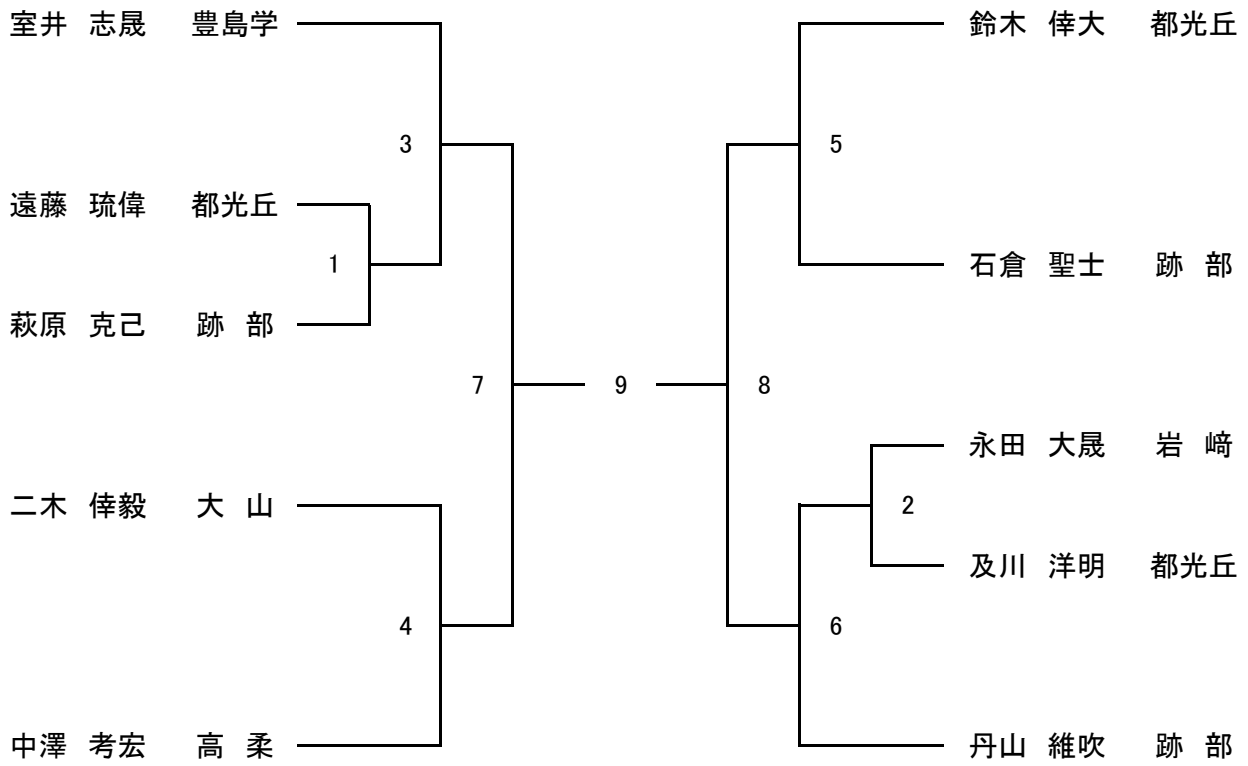 室井 志晟 豊島学
3
遠藤 琉偉 都光丘
1
萩原 克己 跡 部
7
二木 倖毅 大 山
4
中澤 考宏 高 柔
9
鈴木 倖大 都光丘
5
石倉 聖士 跡 部
8
永田 大晟 岩 﨑
2
及川 洋明 都光丘
6
丹山 維吹 跡 部